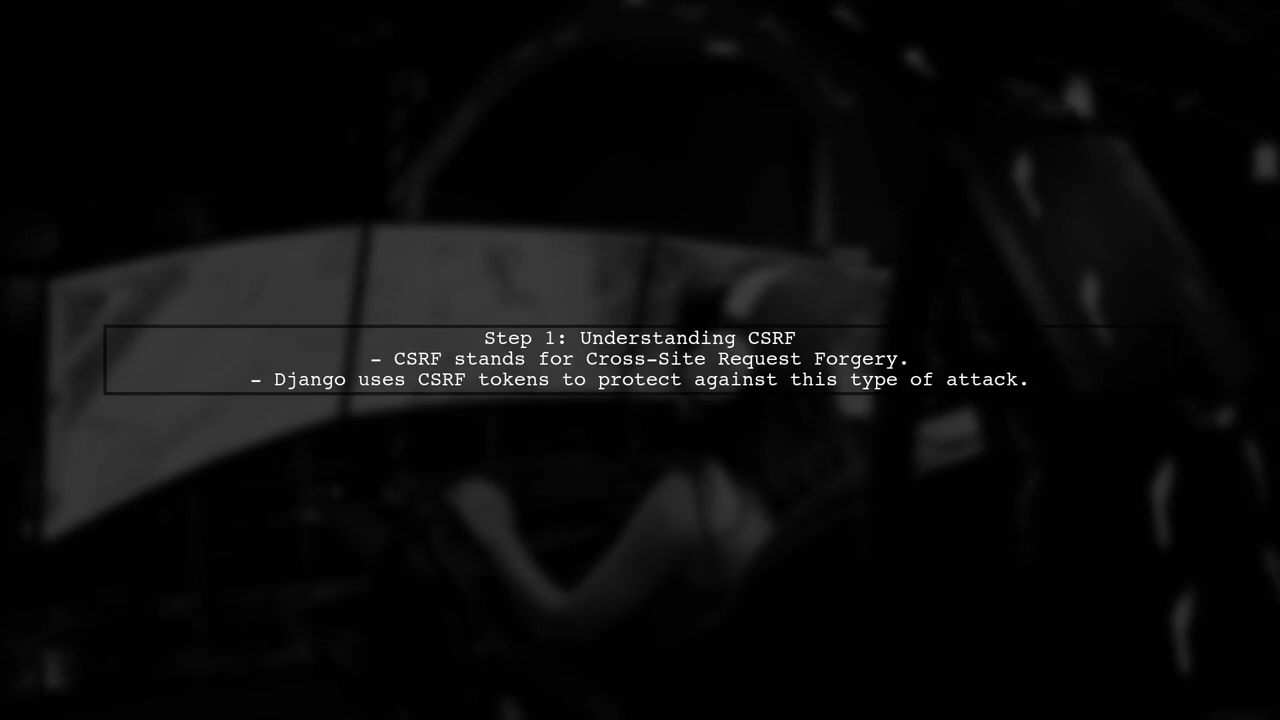 Step 1: Understanding CSRF
- CSRF stands for Cross-Site Request Forgery.
- Django uses CSRF tokens to protect against this type of attack.